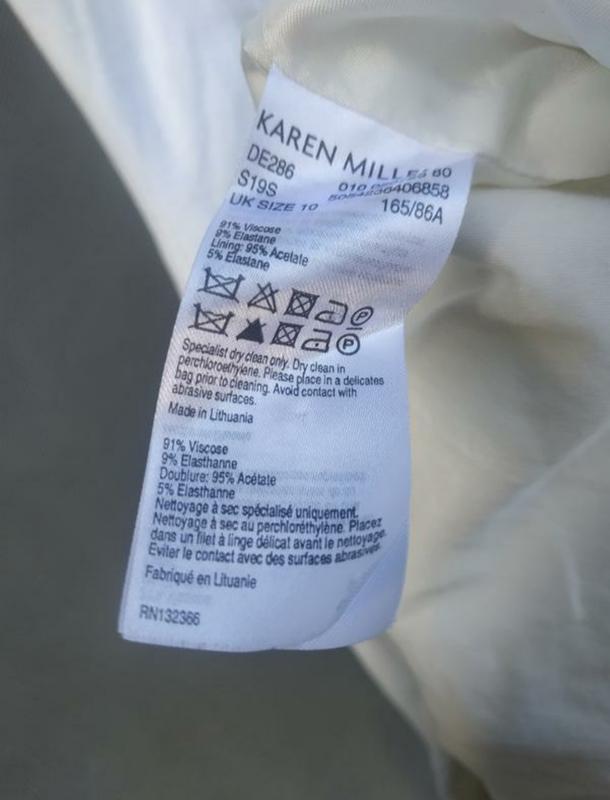 KAREN MILLEN
DE286
S19S
UK SIZE 10
165/86A
91% Viscose
9% Elastane
Lining: 95% Acetate
5% Elastane
P
P
Specialist dry clean only. Dry clean in
perchloroethylene. Please place in a delicates
bag prior to cleaning. Avoid contact with
abrasive surfaces.
Made in Lithuania
91% Viscose
9% Elasthanne
Doublure: 95% Acétate
5% Elasthanne
Nettoyage à sec spécialisé uniquement.
Nettoyage à sec au perchloréthylène. Placez
dans un filet à linge délicat avant le nettoyage.
Eviter le contact avec des surfaces abrasives.
Fabriqué en Lituanie
RN132366